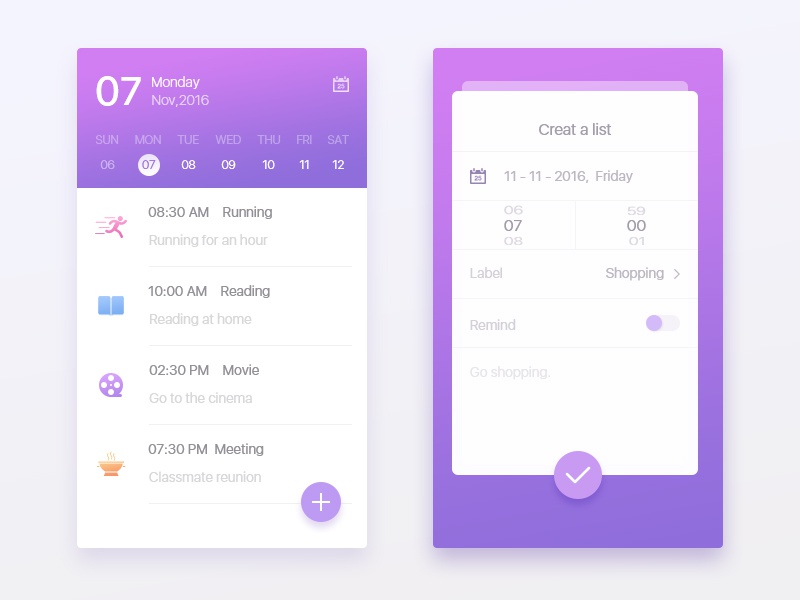 07 Monday
Nov,2016
25
SUN MON TUE WED THU FRI SAT
06 07 08 09 10 11 12
08:30 AM Running
Running for an hour
10:00 AM Reading
Reading at home
02:30 PM Movie
Go to the cinema
07:30 PM Meeting
Classmate reunion
Creat a list
25 11 - 11 - 2016, Friday
06 59
07 00
08 01
Label Shopping
Remind
Go shopping.